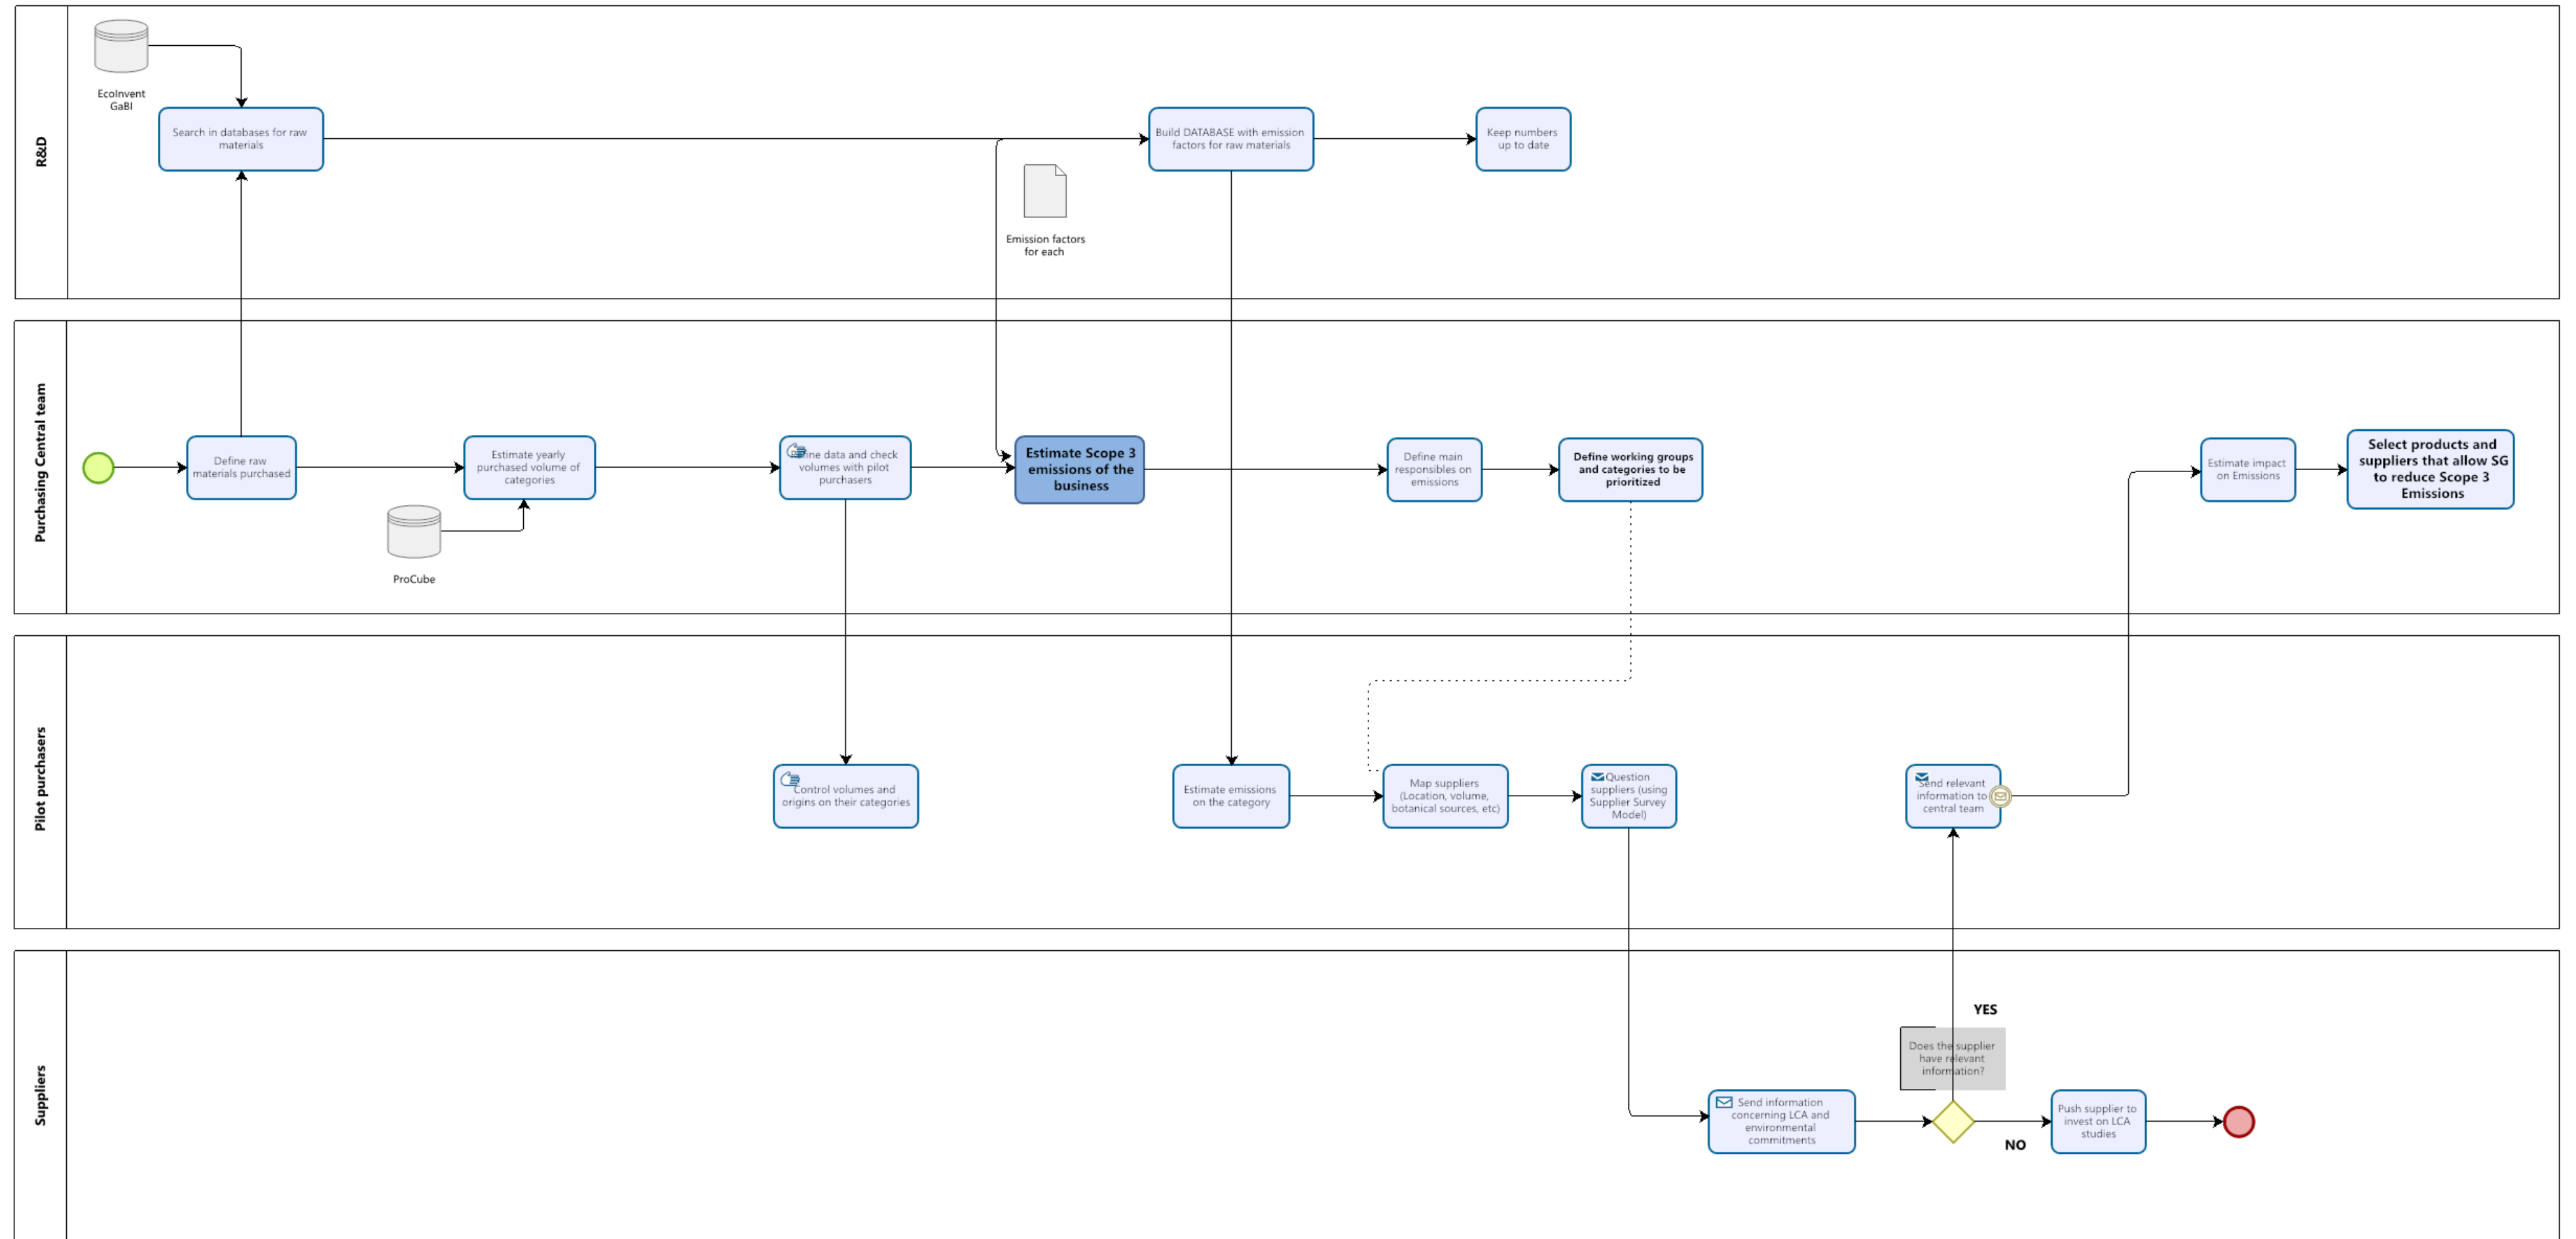 R&D
EcoInvent
GaBI
Search in databases for raw
materials
Build DATABASE with emission
factors for raw materials
Keep numbers
up to date
Emission factors
for each
Purchasing Central team
Define raw
materials purchased
Estimate yearly
purchased volume of
categories
ProCube
data and check
volumes with pilot
purchasers
Estimate Scope 3
emissions of the
business
Define main
responsibles on
emissions
Define working groups
and categories to be
prioritized
Estimate impact
on Emissions
Select products and
suppliers that allow SG
to reduce Scope 3
Emissions
Pilot purchasers
Control volumes and
origins on their categories
Estimate emissions
on the category
Map suppliers
(Location, volume,
botanical sources, etc)
Question
suppliers (using
Supplier Survey
Model)
Send relevant
information to
central team
Suppliers
YES
Does the supplier
have relevant
information?
Send information
concerning LCA and
environmental
commitments
NO
Push supplier to
invest on LCA
studies